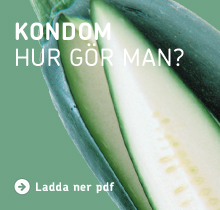 KONDOM
HUR GÖR MAN?
Ladda ner pdf